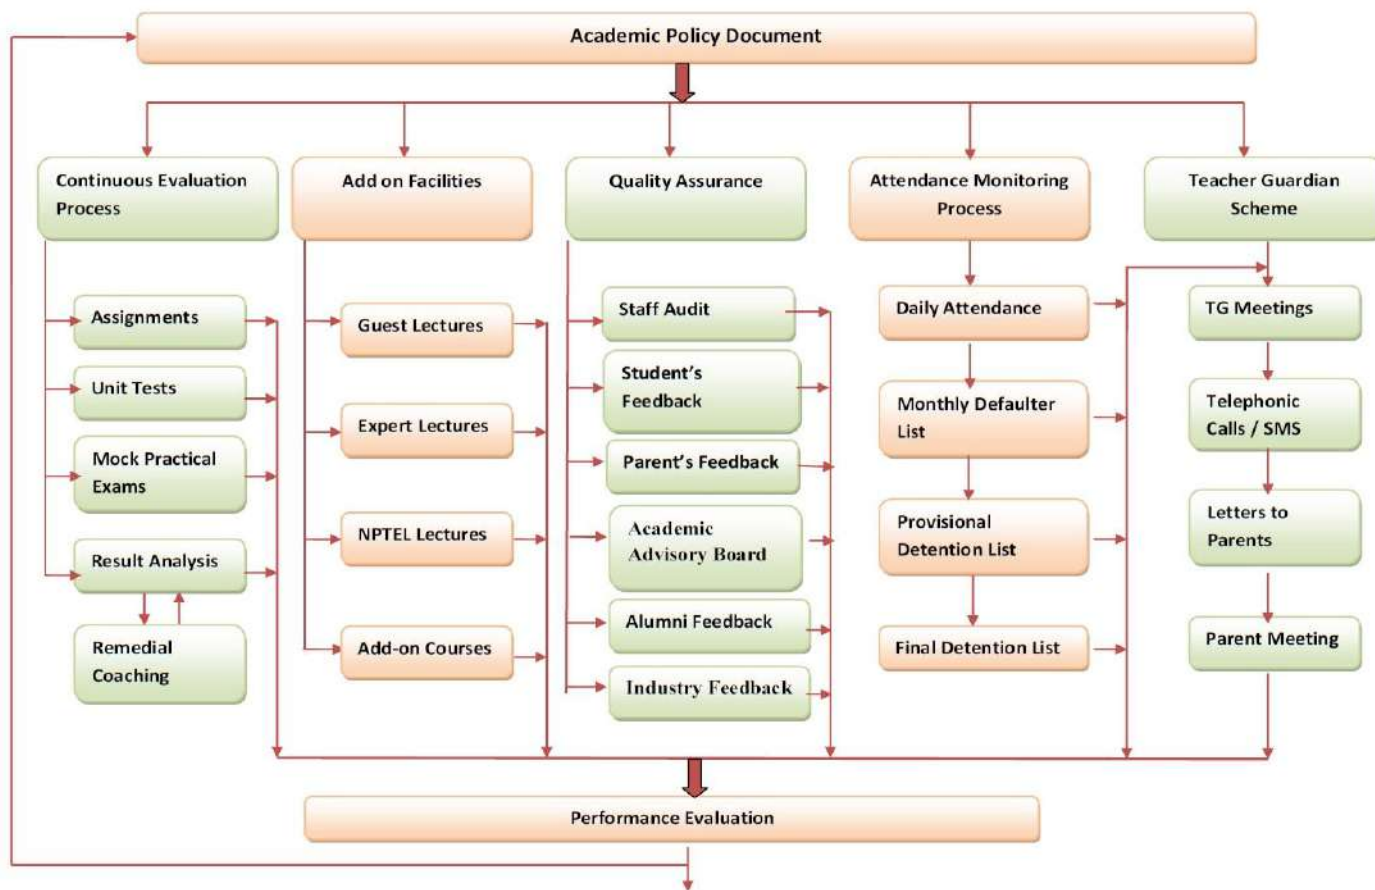 Academic Policy Document
Continuous Evaluation
Process
Add on Facilities
Quality Assurance
Attendance Monitoring
Process
Teacher Guardian
Scheme
Assignments
Unit Tests
Mock Practical
Exams
Result Analysis
Remedial
Coaching
Guest Lectures
Expert Lectures
NPTEL Lectures
Add-on Courses
Staff Audit
Student’s
Feedback
Parent’s Feedback
Academic
Advisory Board
Alumni Feedback
Industry Feedback
Daily Attendance
Monthly Defaulter
List
Provisional
Detention List
Final Detention List
TG Meetings
Telephonic
Calls / SMS
Letters to
Parents
Parent Meeting
Performance Evaluation